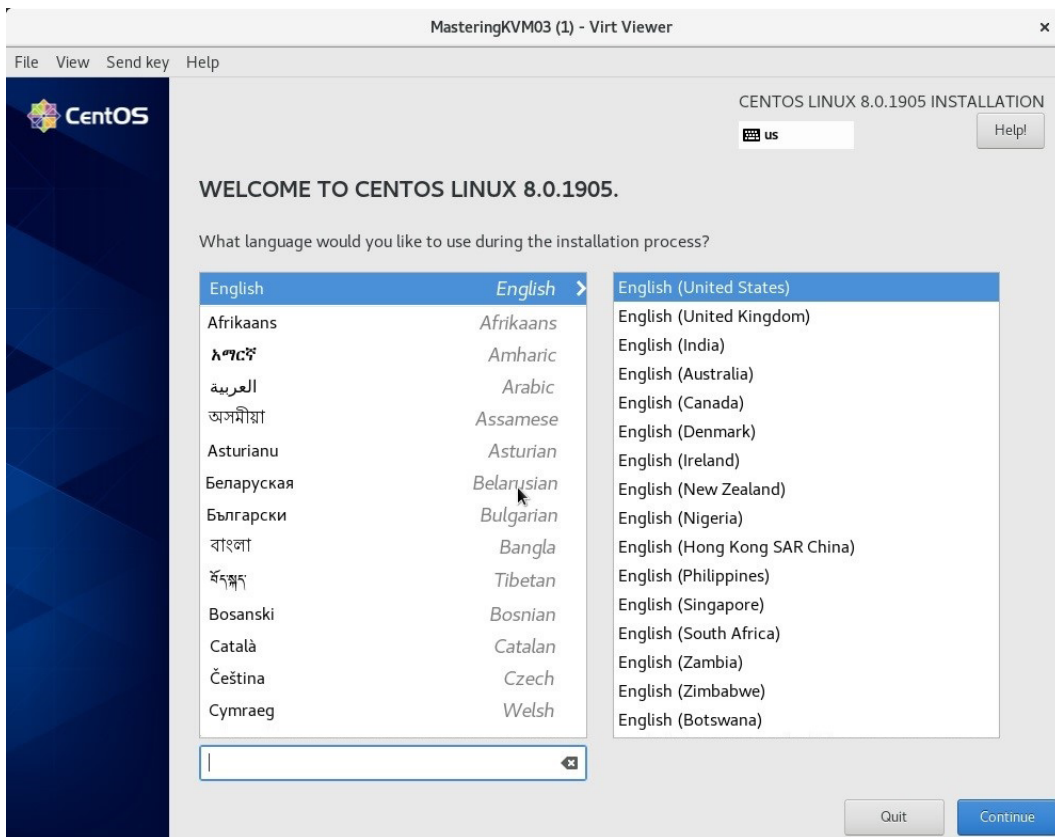 MasteringKVM03 (1) - Virt Viewer
File View Send key Help
CentOS
CENTOS LINUX 8.0.1905 INSTALLATION
us
Help!
WELCOME TO CENTOS LINUX 8.0.1905.
What language would you like to use during the installation process?
English English
Afrikaans Afrikaans
አማርኛ Amharic
العربية Arabic
অসমীয়া Assamese
Asturianu Asturian
Беларуская Belarusian
Български Bulgarian
বাংলা Bangla
བོད་སྐད་ Tibetan
Bosanski Bosnian
Català Catalan
Čeština Czech
Cymraeg Welsh
English (United States)
English (United Kingdom)
English (India)
English (Australia)
English (Canada)
English (Denmark)
English (Ireland)
English (New Zealand)
English (Nigeria)
English (Hong Kong SAR China)
English (Philippines)
English (Singapore)
English (South Africa)
English (Zambia)
English (Zimbabwe)
English (Botswana)
Quit
Continue